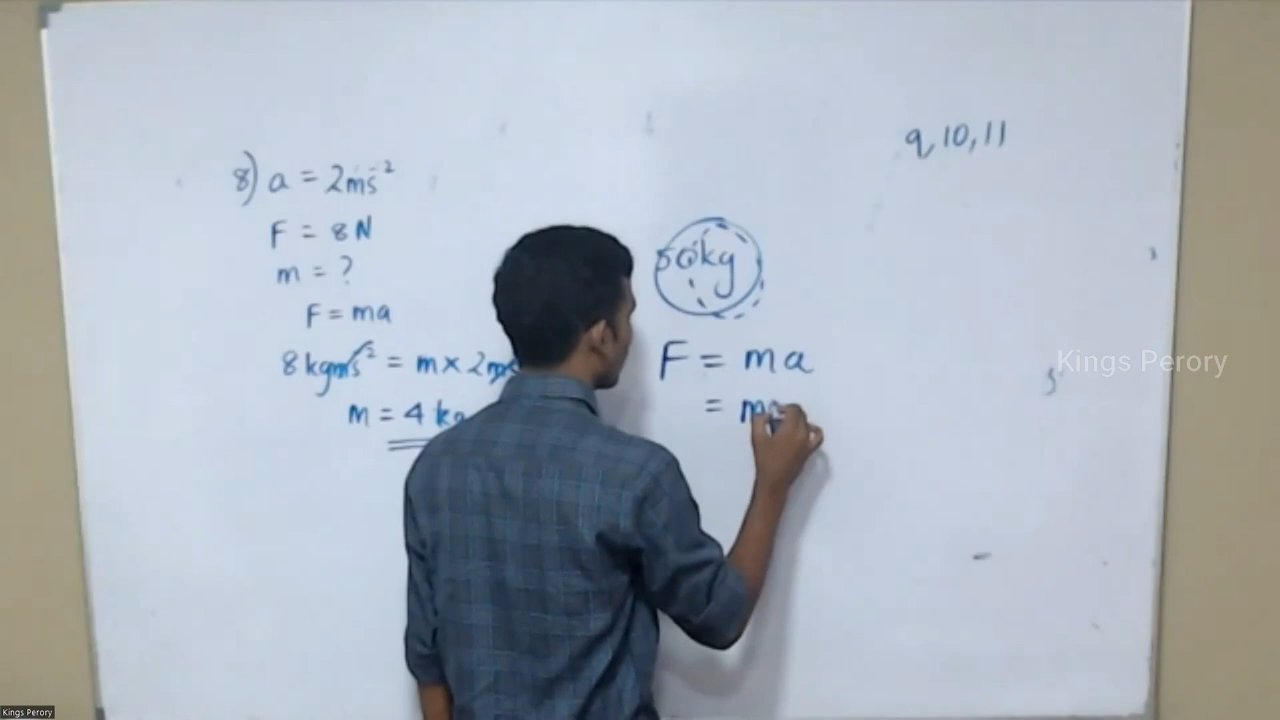 8) a = 2ms⁻²
F = 8N
m = ?
F = ma
8 kgms⁻² = m × 2
m = 4 kg
9, 10, 11
50kg
F = ma
= m
Kings Perory
Kings Perory